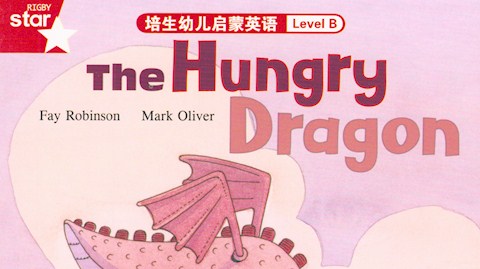 RIGBY
star
培生幼儿启蒙英语 Level B
The Hungry
Dragon
Fay Robinson Mark Oliver